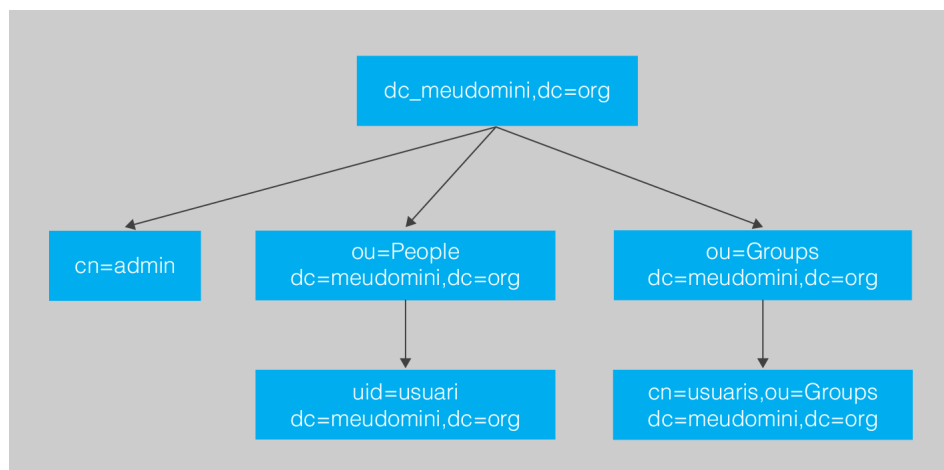 dc_meudomini,dc=org
cn=admin
ou=People
dc=meudomini,dc=org
ou=Groups
dc=meudomini,dc=org
uid=usuari
dc=meudomini,dc=org
cn=usuaris,ou=Groups
dc=meudomini,dc=org